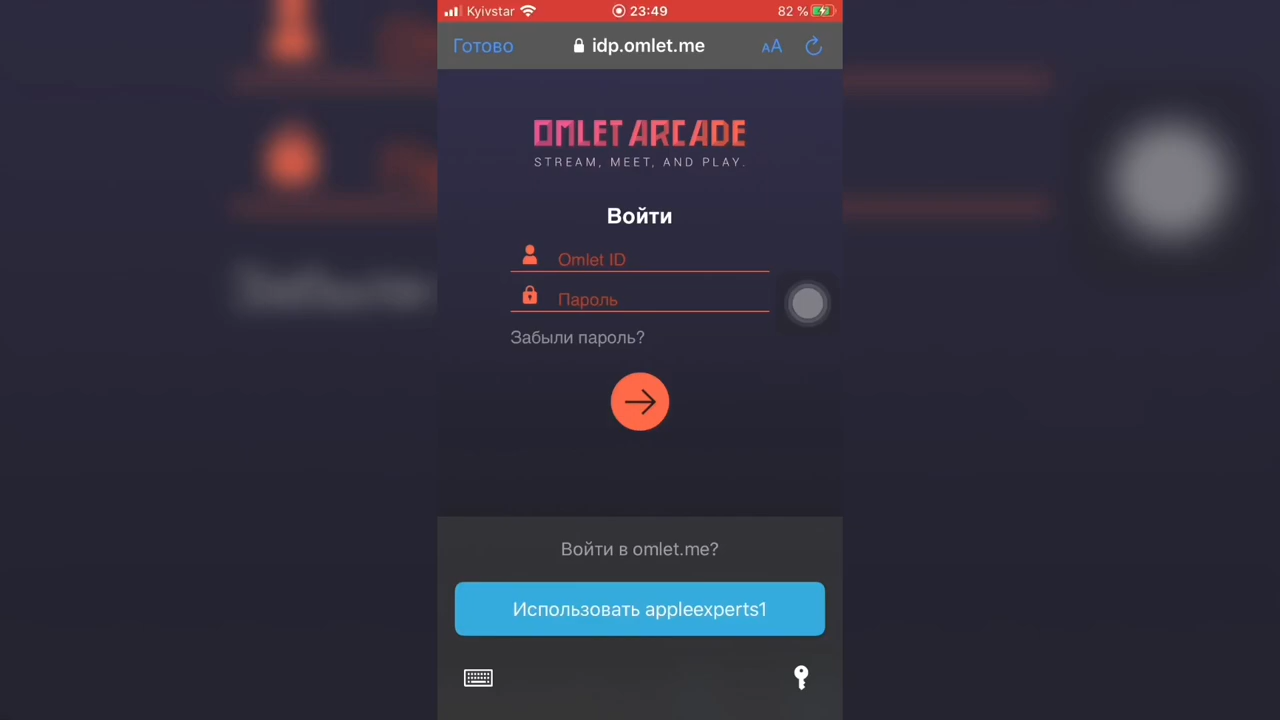 Kyivstar 23:49 82 %
Готово idp.omlet.me AA
OMLET ARCADE
STREAM, MEET, AND PLAY.
Войти
Omlet ID
Пароль
Забыли пароль?
Войти в omlet.me?
Использовать appleexperts1